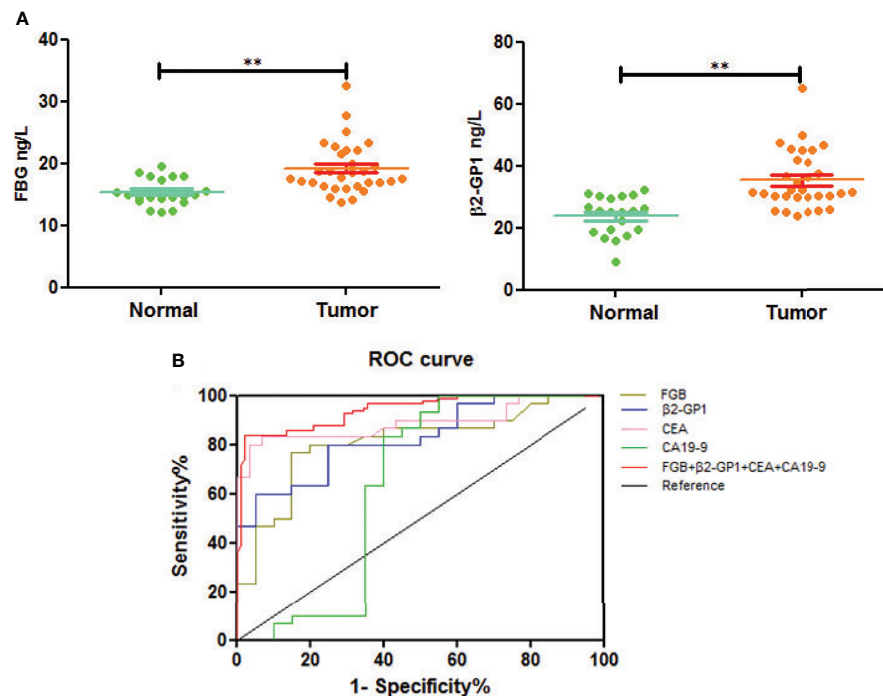 A
FBG ng/L
40
30
20
10
0
**
Normal
Tumor
β2-GP1 ng/L
80
60
40
20
0
**
Normal
Tumor
B
ROC curve
Sensitivity%
100
80
60
40
20
0
0
20
40
60
80
100
1- Specificity%
FGB
β2-GP1
CEA
CA19-9
FGB+β2-GP1+CEA+CA19-9
Reference